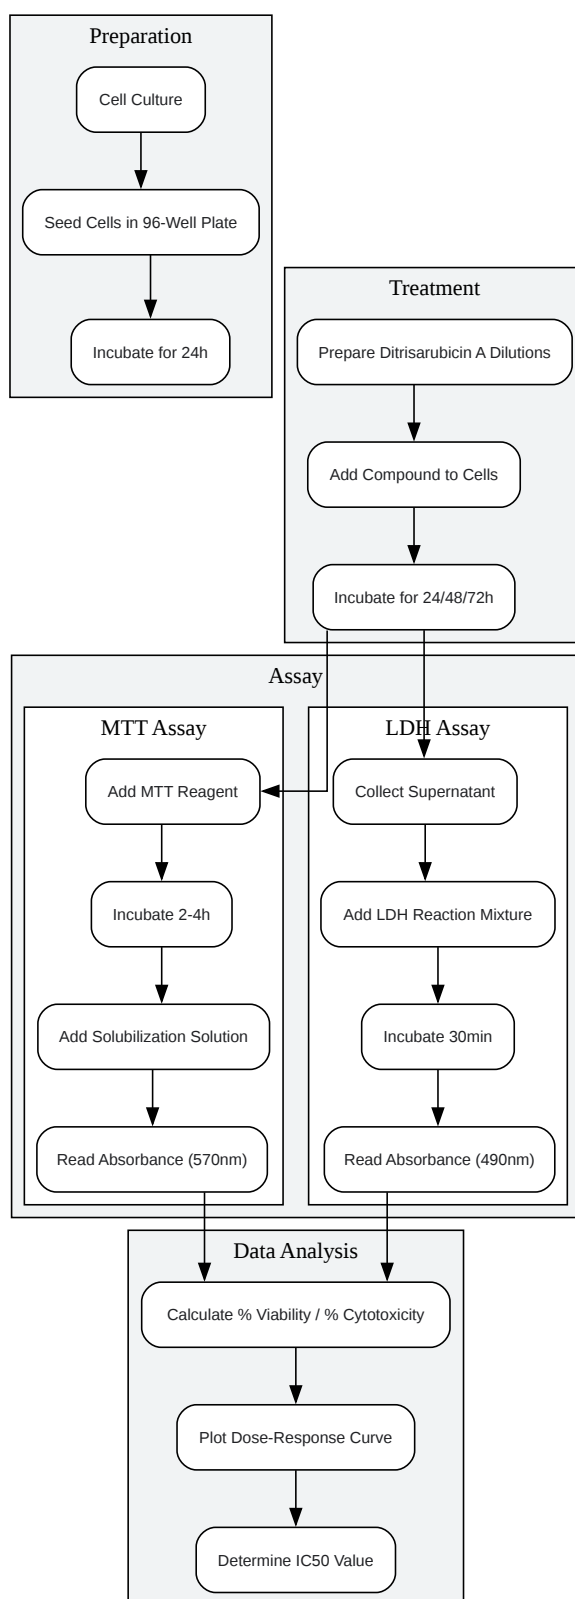 Preparation
Cell Culture
Seed Cells in 96-Well Plate
Incubate for 24h
Treatment
Prepare Ditrisarubicin A Dilutions
Add Compound to Cells
Incubate for 24/48/72h
Assay
MTT Assay
Add MTT Reagent
Incubate 2-4h
Add Solubilization Solution
Read Absorbance (570nm)
LDH Assay
Collect Supernatant
Add LDH Reaction Mixture
Incubate 30min
Read Absorbance (490nm)
Data Analysis
Calculate % Viability / % Cytotoxicity
Plot Dose-Response Curve
Determine IC50 Value